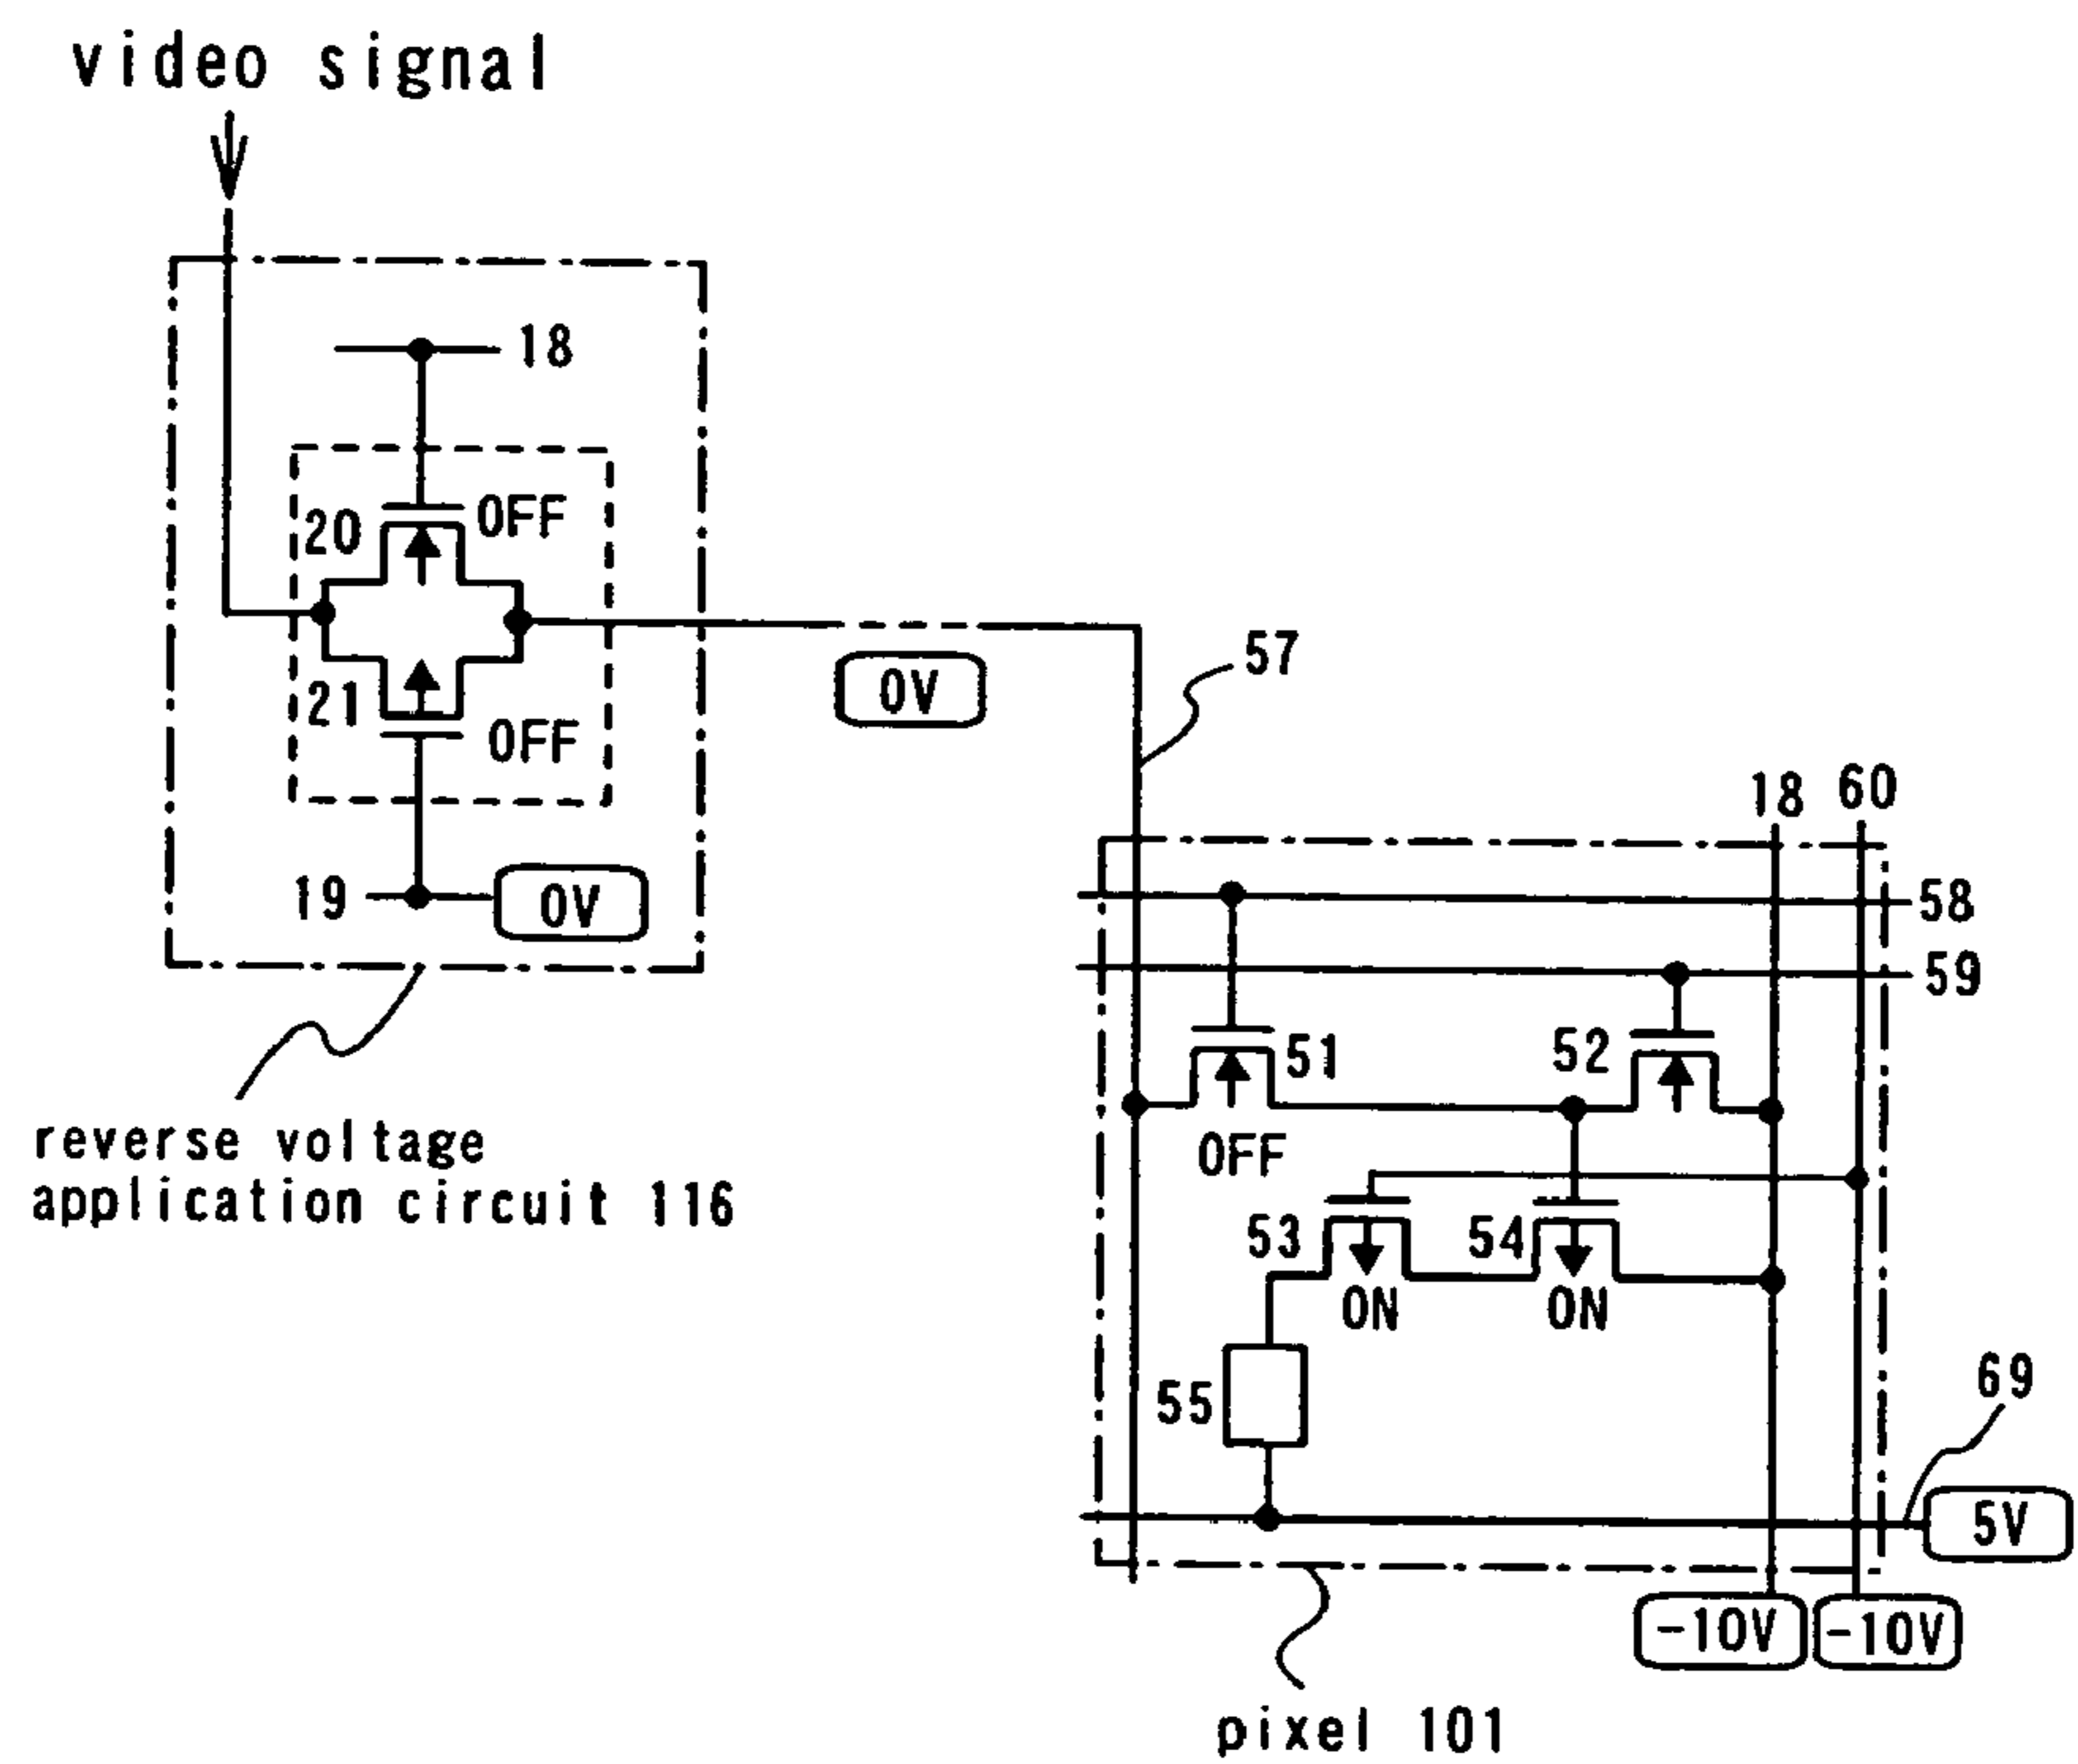 video signal
18
20
OFF
21
OFF
0V
57
19
0V
18
60
58
59
51
52
OFF
reverse voltage
application circuit 116
53
54
ON
ON
55
69
5V
-10V
-10V
pixel 101